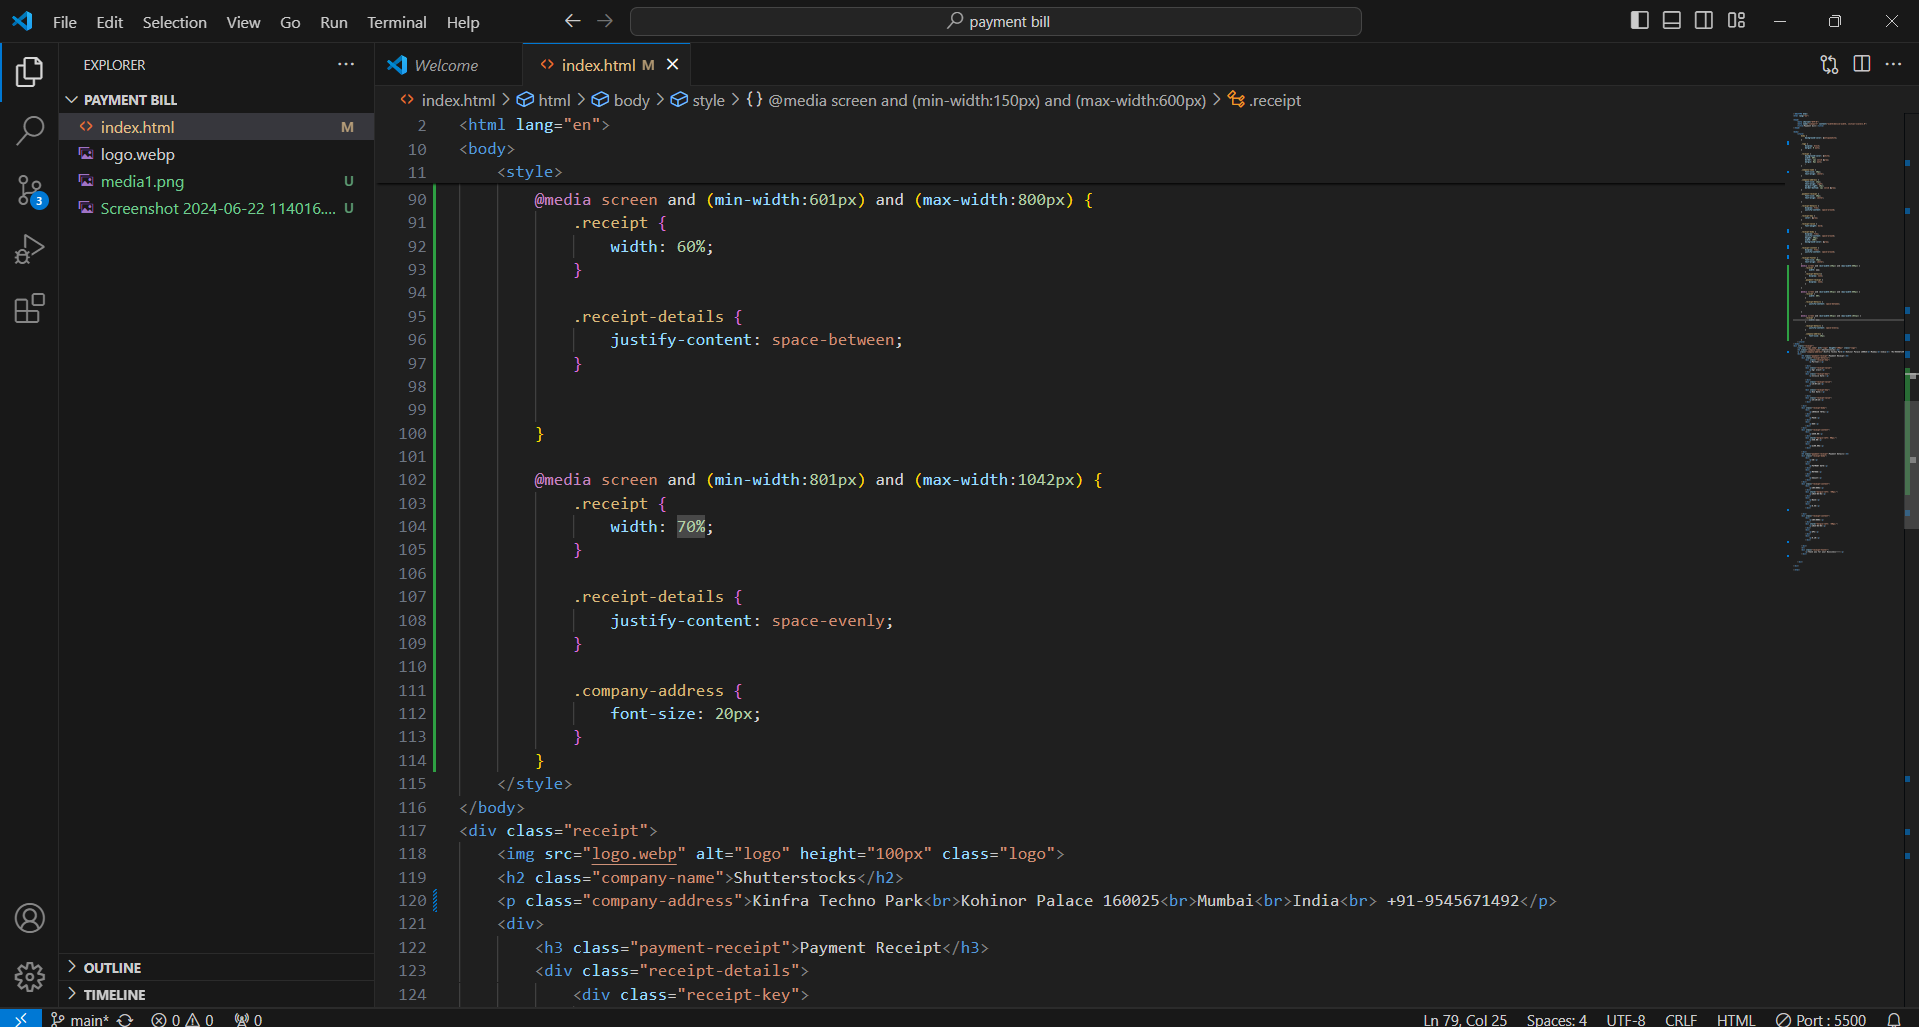 File Edit Selection View Go Run Terminal Help
payment bill
EXPLORER
PAYMENT BILL
index.html M
logo.webp
media1.png U
Screenshot 2024-06-22 114016.... U
OUTLINE
TIMELINE
Welcome
index.html M
index.html > html > body > style > {} @media screen and (min-width:150px) and (max-width:600px) > .receipt
2 <html lang="en">
10 <body>
11 <style>
90 @media screen and (min-width:601px) and (max-width:800px) {
91 .receipt {
92 width: 60%;
93 }
94
95 .receipt-details {
96 justify-content: space-between;
97 }
98
99
100 }
101
102 @media screen and (min-width:801px) and (max-width:1042px) {
103 .receipt {
104 width: 70%;
105 }
106
107 .receipt-details {
108 justify-content: space-evenly;
109 }
110
111 .company-address {
112 font-size: 20px;
113 }
114 }
115 </style>
116 </body>
117 <div class="receipt">
118 <img src="logo.webp" alt="logo" height="100px" class="logo">
119 <h2 class="company-name">Shutterstocks</h2>
120 <p class="company-address">Kinfra Techno Park<br>Kohinor Palace 160025<br>Mumbai<br>India<br> +91-9545671492</p>
121 <div>
122 <h3 class="payment-receipt">Payment Receipt</h3>
123 <div class="receipt-details">
124 <div class="receipt-key">
3
main* 0 0 0
Ln 79, Col 25 Spaces: 4 UTF-8 CRLF HTML Port : 5500